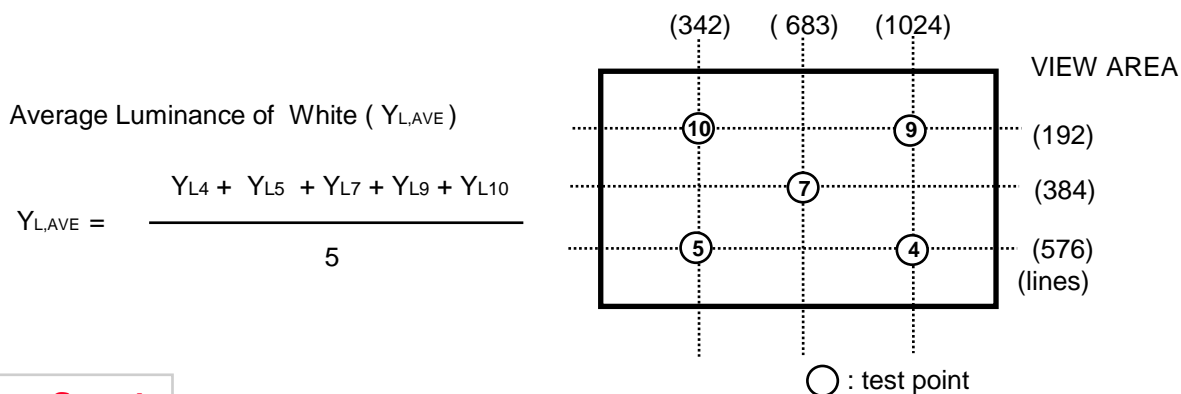 (342) ( 683) (1024)
VIEW AREA
Average Luminance of White ( YL,AVE )
10 9 (192)
7 (384)
5 4 (576)
(lines)
YL4 + YL5 + YL7 + YL9 + YL10
YL,AVE =
5
: test point